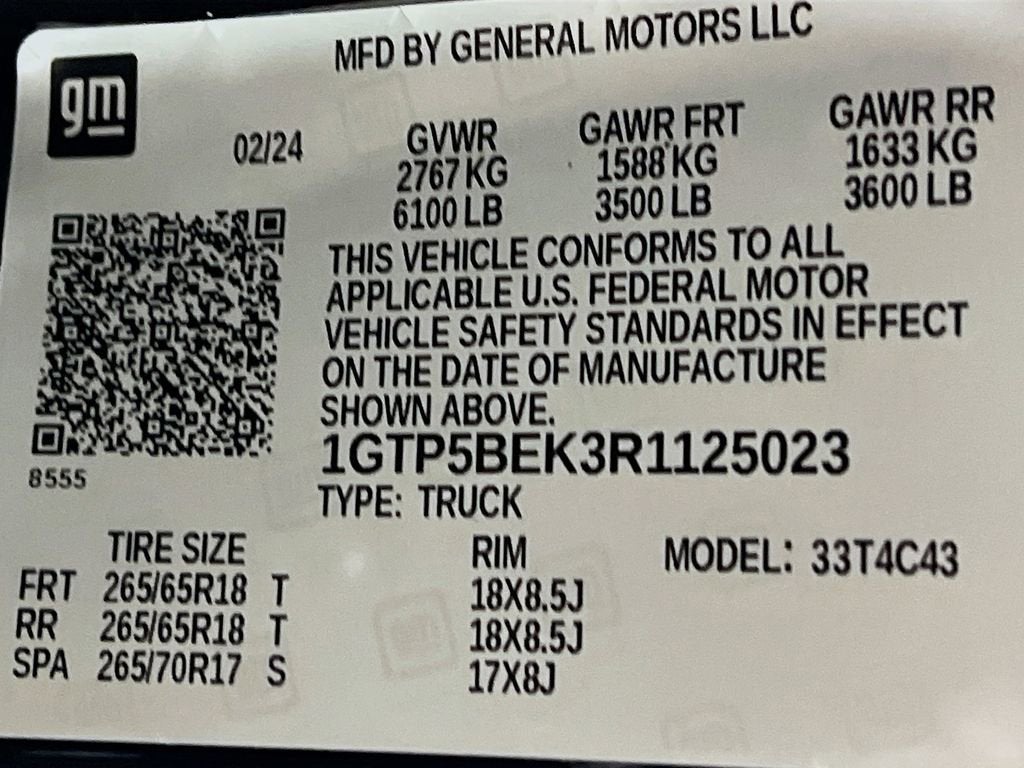 MFD BY GENERAL MOTORS LLC
gm
02/24 GVWR GAWR FRT GAWR RR
2767 KG 1588 KG 1633 KG
6100 LB 3500 LB 3600 LB
THIS VEHICLE CONFORMS TO ALL
APPLICABLE U.S. FEDERAL MOTOR
VEHICLE SAFETY STANDARDS IN EFFECT
ON THE DATE OF MANUFACTURE
SHOWN ABOVE.
1GTP5BEK3R1125023
8555
TYPE: TRUCK
TIRE SIZE RIM MODEL: 33T4C43
FRT 265/65R18 T 18X8.5J
RR 265/65R18 T 18X8.5J
SPA 265/70R17 S 17X8J